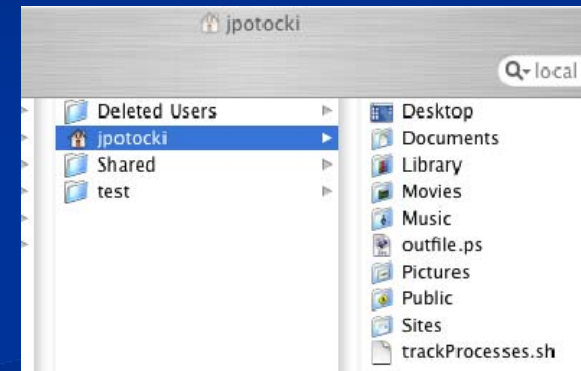 jpotocki
Q- local
Deleted Users
jpotocki
Shared
test
Desktop
Documents
Library
Movies
Music
outfile.ps
Pictures
Public
Sites
trackProcesses.sh